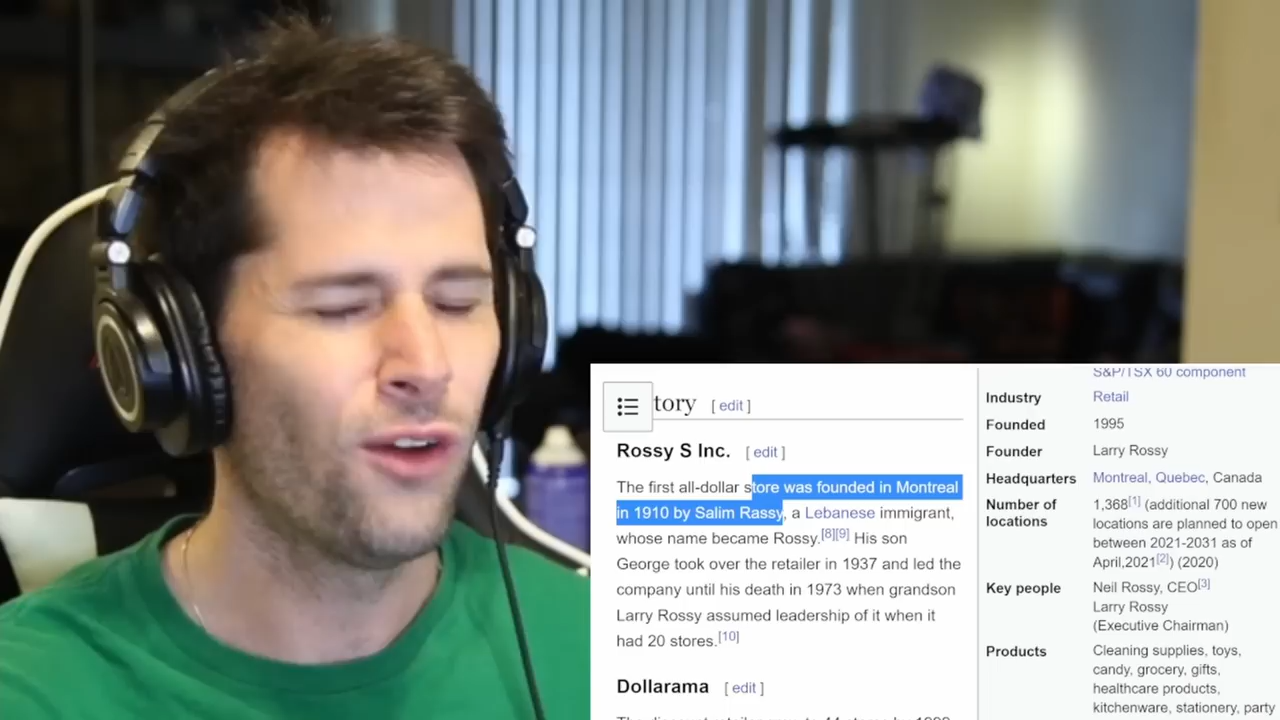 tory [ edit ]
Rossy S Inc. [ edit ]
The first all-dollar store was founded in Montreal
in 1910 by Salim Rassy, a Lebanese immigrant,
whose name became Rossy.[8][9] His son
George took over the retailer in 1937 and led the
company until his death in 1973 when grandson
Larry Rossy assumed leadership of it when it
had 20 stores.[10]
Dollarama [ edit ]
S&P/TSX 60 component
Industry Retail
Founded 1995
Founder Larry Rossy
Headquarters Montreal, Quebec, Canada
Number of locations 1,368[1] (additional 700 new
locations are planned to open
between 2021-2031 as of
April,2021[2]) (2020)
Key people Neil Rossy, CEO[3]
Larry Rossy
(Executive Chairman)
Products Cleaning supplies, toys,
candy, grocery, gifts,
healthcare products,
kitchenware, stationery, party